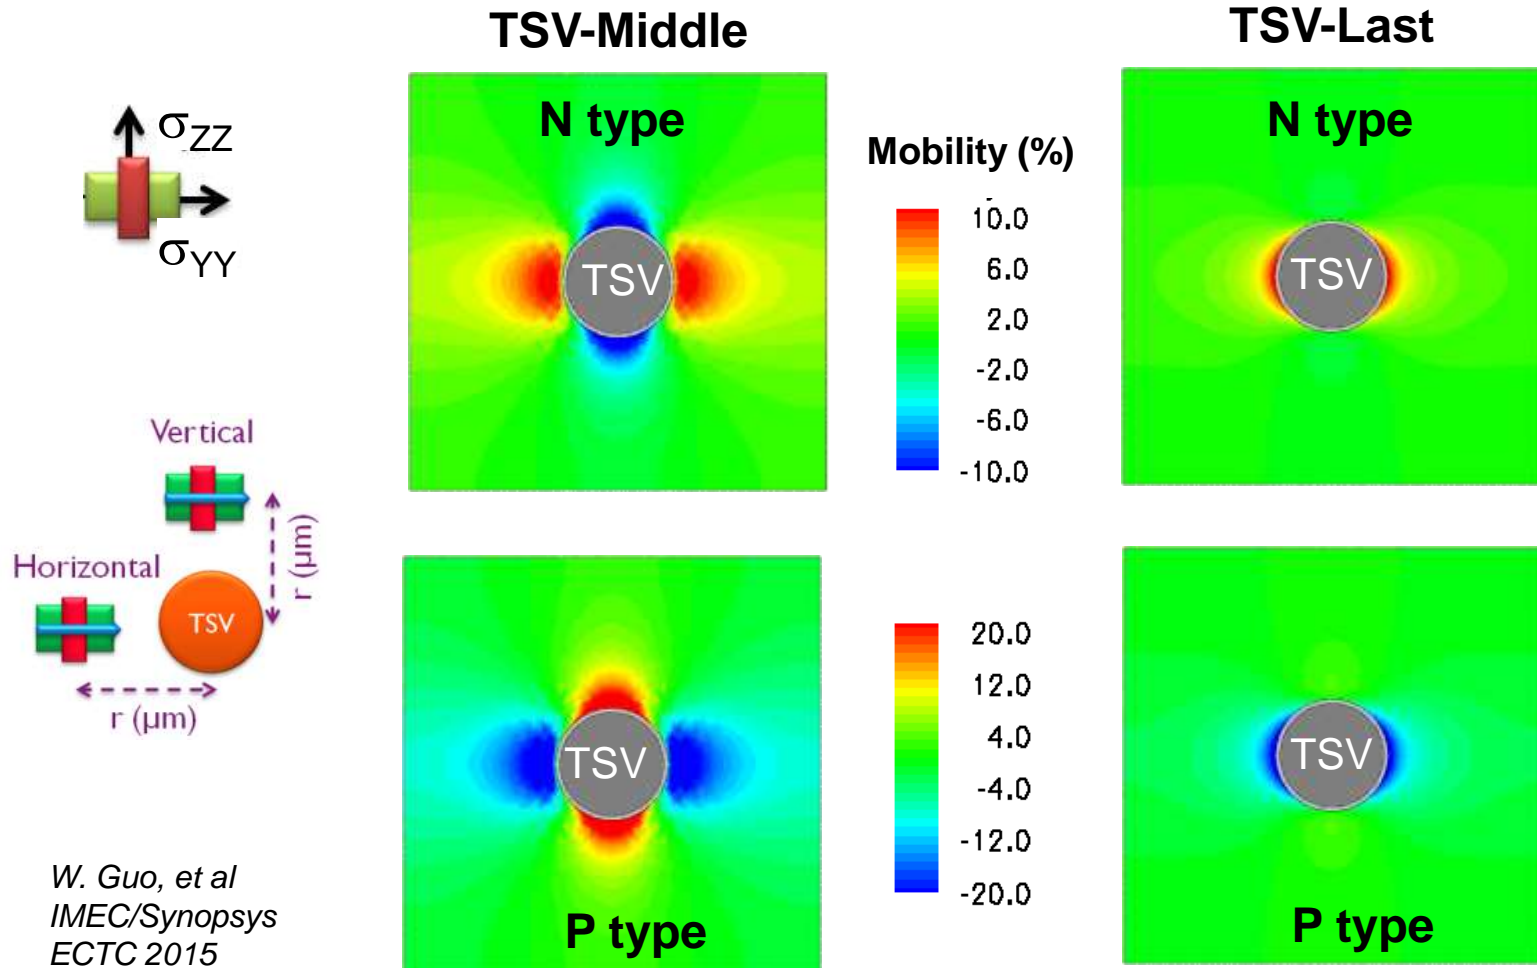 TSV-Middle
TSV-Last
σZZ
σYY
N type
TSV
Mobility (%)
10.0
6.0
2.0
-2.0
-6.0
-10.0
N type
TSV
Vertical
r (μm)
Horizontal
TSV
r (μm)
TSV
P type
20.0
12.0
4.0
-4.0
-12.0
-20.0
TSV
P type
W. Guo, et al
IMEC/Synopsys
ECTC 2015